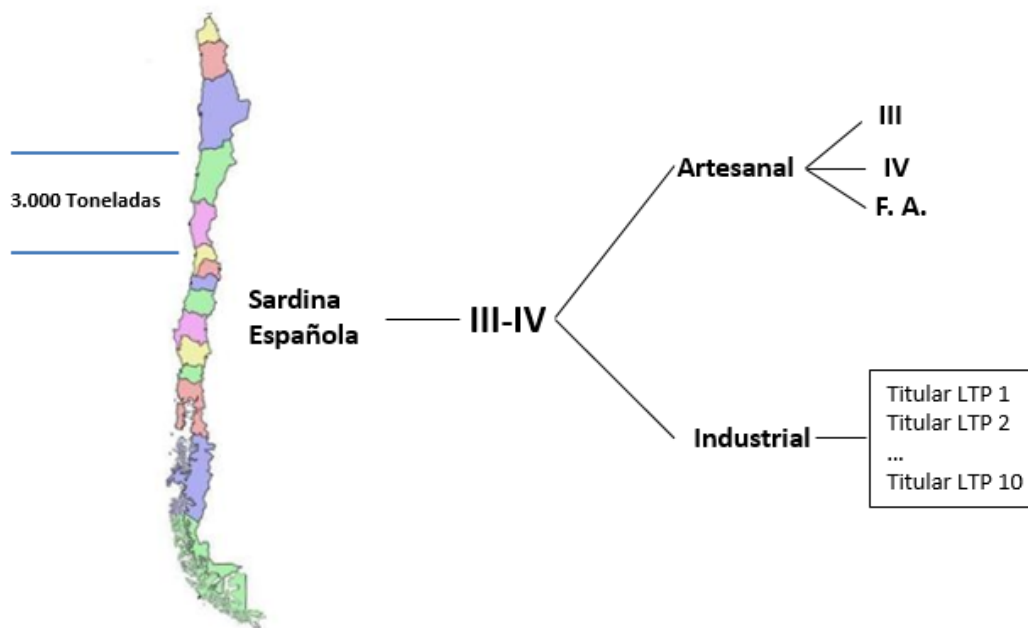 3.000 Toneladas
Sardina
Española
III-IV
Artesanal
III
IV
F. A.
Industrial
Titular LTP 1
Titular LTP 2
...
Titular LTP 10